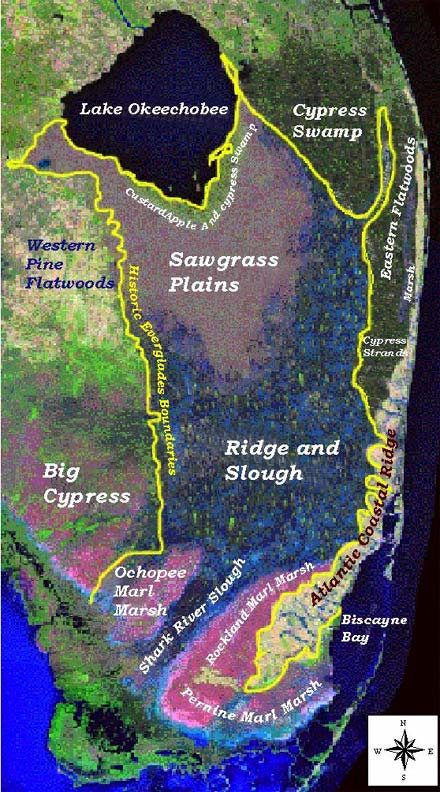 Lake Okeechobee
Cypress
Swamp
CustardApple And cypress Swamp
Eastern Flatwoods
Western
Pine
Flatwoods
Sawgrass
Plains
Marsh
Historic Everglades Boundaries
Cypress
Strands
Ridge and
Slough
Big
Cypress
Atlantic Coastal Ridge
Ochopee
Marl
Marsh
Shark River Slough
Rockland Marl Marsh
Biscayne
Bay
Perrine Marl Marsh
N
W E
S